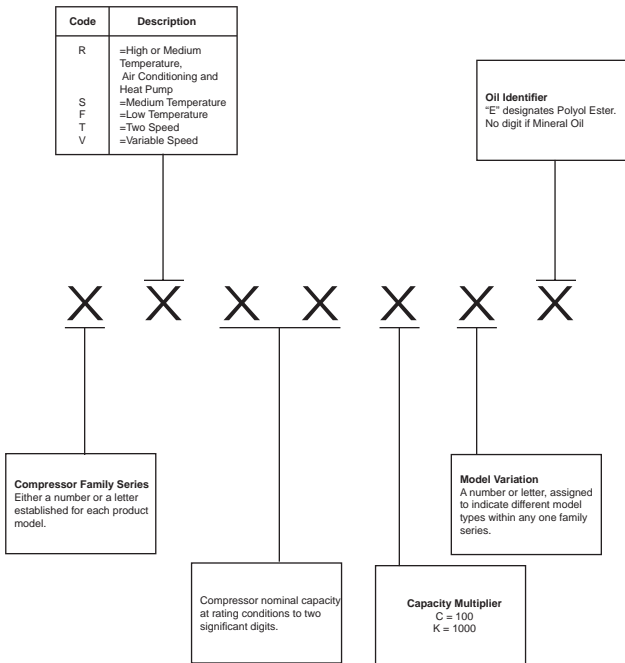 Code Description
R =High or Medium
Temperature,
Air Conditioning and
Heat Pump
S =Medium Temperature
F =Low Temperature
T =Two Speed
V =Variable Speed
Oil Identifier
“E” designates Polyol Ester.
No digit if Mineral Oil
X X X X X X X
Compressor Family Series
Either a number or a letter
established for each product
model.
Model Variation
A number or letter, assigned
to indicate different model
types within any one family
series.
Compressor nominal capacity
at rating conditions to two
significant digits.
Capacity Multiplier
C = 100
K = 1000